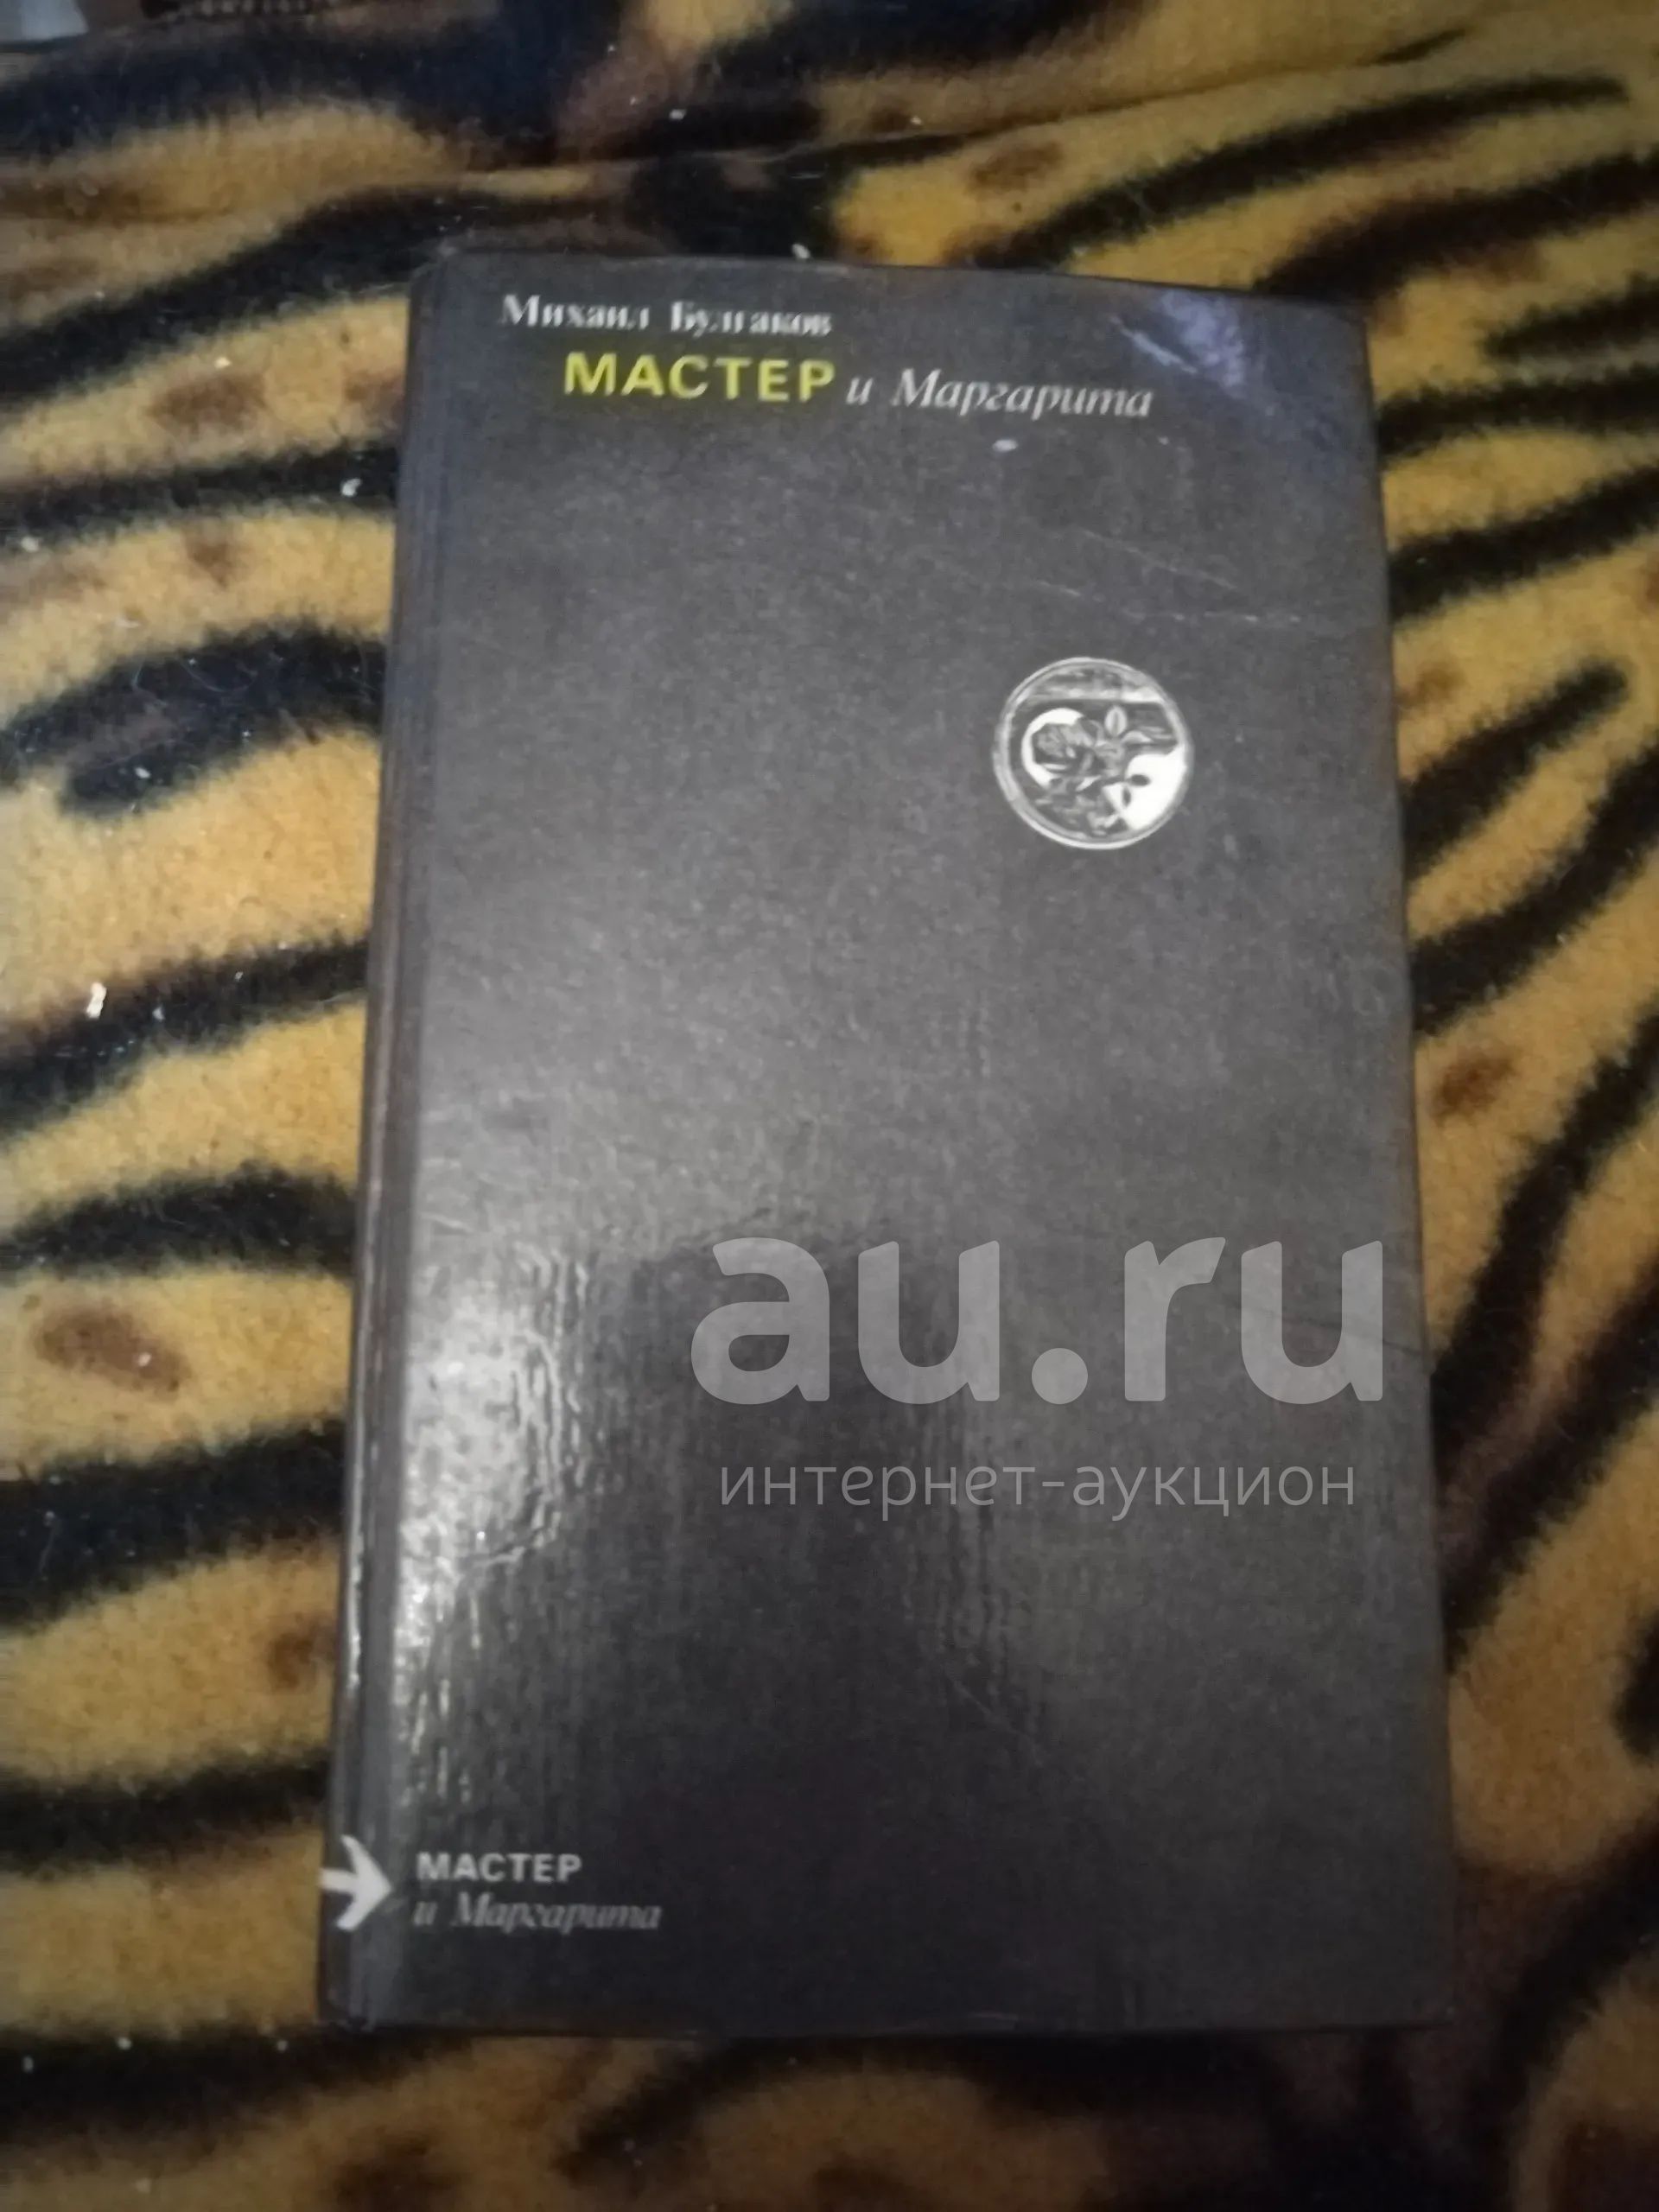 Михаил Булгаков
МАСТЕР и Маргарита
au.ru
интернет-аукцион
МАСТЕР
и Маргарита